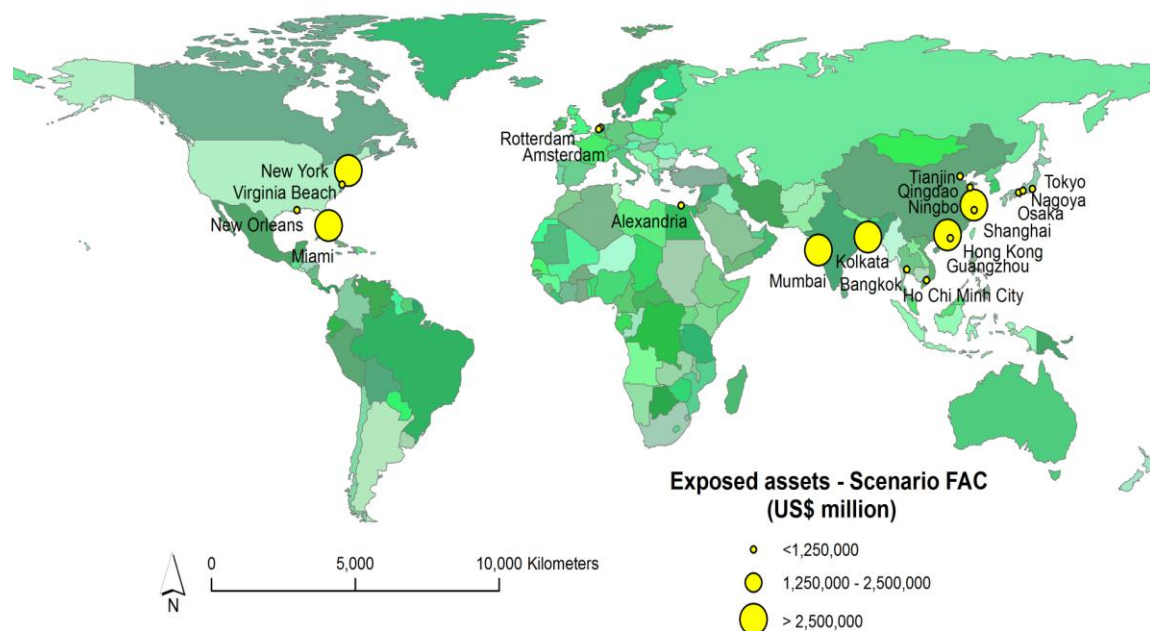 New York
Virginia Beach
New Orleans
Miami
Rotterdam
Amsterdam
Alexandria
Tianjin
Qingdao
Ningbo
Tokyo
Nagoya
Osaka
Shanghai
Hong Kong
Guangzhou
Mumbai
Kolkata
Bangkok
Ho Chi Minh City
Exposed assets - Scenario FAC
(US$ million)
<1,250,000
1,250,000 - 2,500,000
> 2,500,000
0 5,000 10,000 Kilometers
N